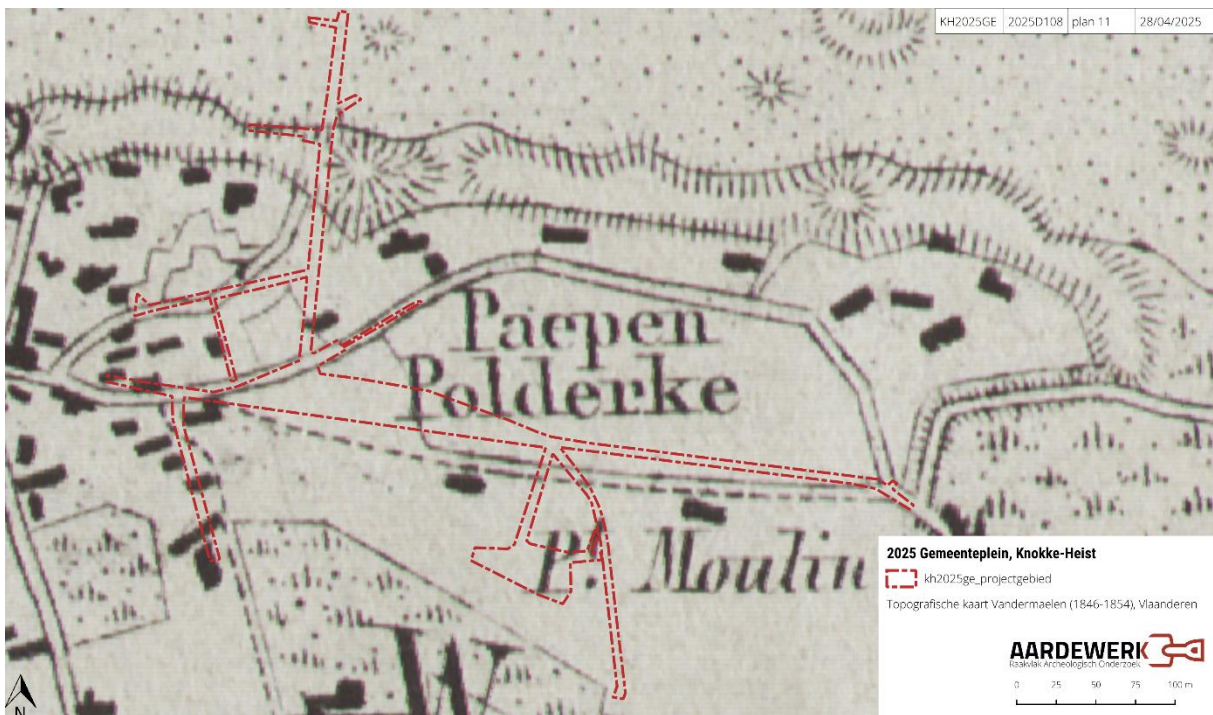 KH2025GE 2025D108 plan 11 28/04/2025
Paepen
Polderke
Pt Moulin
W
2025 Gemeenteplein, Knokke-Heist
kh2025ge_projectgebied
Topografische kaart Vandermaelen (1846-1854), Vlaanderen
AARDEWERK
Raakvlak Archeologisch Onderzoek
0 25 50 75 100 m
N